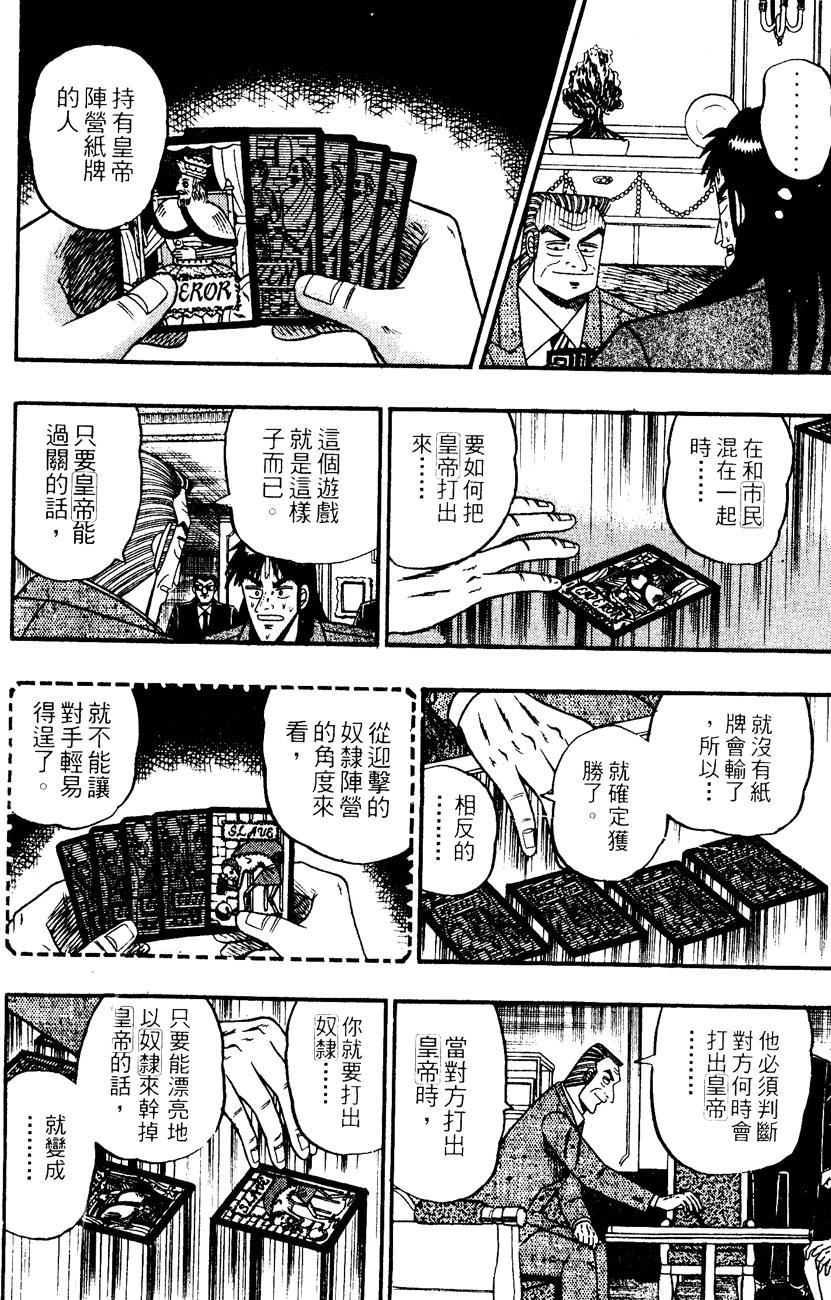 ………
持有皇帝
陣營紙牌
的人
EROR
在和市民
混在一起
時……
要如何把
皇帝打出
來……
這個遊戲
就是這樣
子而已。
只要皇帝能
過關的話，
就沒有紙
牌會輸了
，所以…
就確定獲
勝了。
相反的
……
從迎擊的
奴隸陣營
的角度來
看，
SLAVE
就不能讓
對手輕易
得逞了。
他必須判斷
對方何時會
打出皇帝
……
當對方打出
皇帝時，
你就要打出
奴隸……
SLAVE
只要能漂亮地
以奴隸來幹掉
皇帝的話，
就變成
………